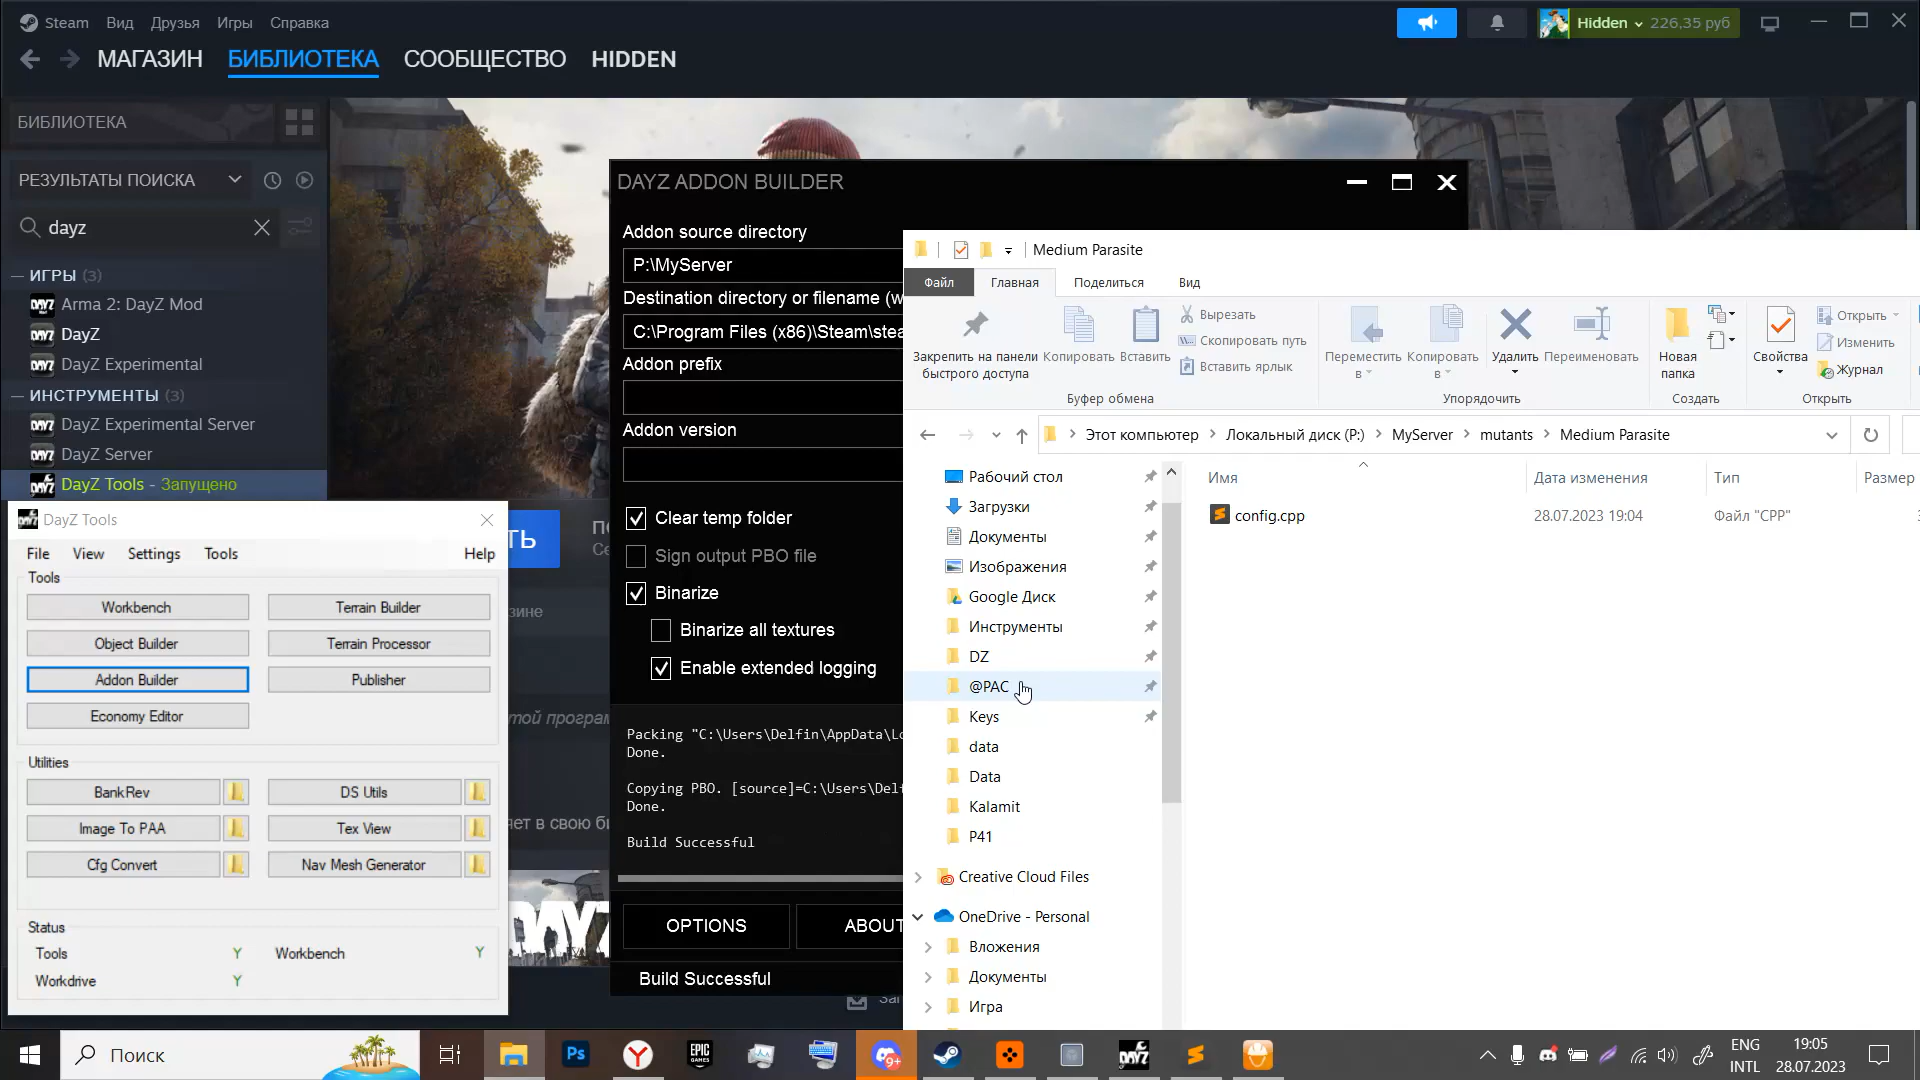 Steam Вид Друзья Игры Справка
Hidden 226,35 руб
МАГАЗИН БИБЛИОТЕКА СООБЩЕСТВО HIDDEN
БИБЛИОТЕКА
РЕЗУЛЬТАТЫ ПОИСКА
dayz
— ИГРЫ (3)
Arma 2: DayZ Mod
DayZ
DayZ Experimental
— ИНСТРУМЕНТЫ (3)
DayZ Experimental Server
DayZ Server
DayZ Tools - Запущено
DayZ Tools
File View Settings Tools Help
Tools
Workbench Terrain Builder
Object Builder Terrain Processor
Addon Builder Publisher
Economy Editor
Utilities
BankRev DS Utils
Image To PAA Tex View
Cfg Convert Nav Mesh Generator
Status
Tools Y Workbench Y
Workdrive Y
DAYZ ADDON BUILDER
Addon source directory
P:\MyServer
Destination directory or filename (w
C:\Program Files (x86)\Steam\stea
Addon prefix
Addon version
Clear temp folder
Sign output PBO file
Binarize
Binarize all textures
Enable extended logging
Packing "C:\Users\Delfin\AppData\Lo
Done.
Copying PBO. [source]=C:\Users\Delf
Done.
Build Successful
OPTIONS ABOUT
Build Successful
Medium Parasite
Файл Главная Поделиться Вид
Закрепить на панели быстрого доступа
Копировать
Вставить
Вырезать
Скопировать путь
Вставить ярлык
Буфер обмена
Переместить в
Копировать в
Удалить
Переименовать
Упорядочить
Новая папка
Создать
Свойства
Открыть
Изменить
Журнал
Открыть
Этот компьютер Локальный диск (P:) MyServer mutants Medium Parasite
Имя Дата изменения Тип Размер
config.cpp 28.07.2023 19:04 Файл "CPP"
Рабочий стол
Загрузки
Документы
Изображения
Google Диск
Инструменты
DZ
@PAC
Keys
data
Data
Kalamit
P41
Creative Cloud Files
OneDrive - Personal
Вложения
Документы
Игра
Поиск
Ps
EPIC GAMES
9+
DAYZ
ENG
INTL
19:05
28.07.2023